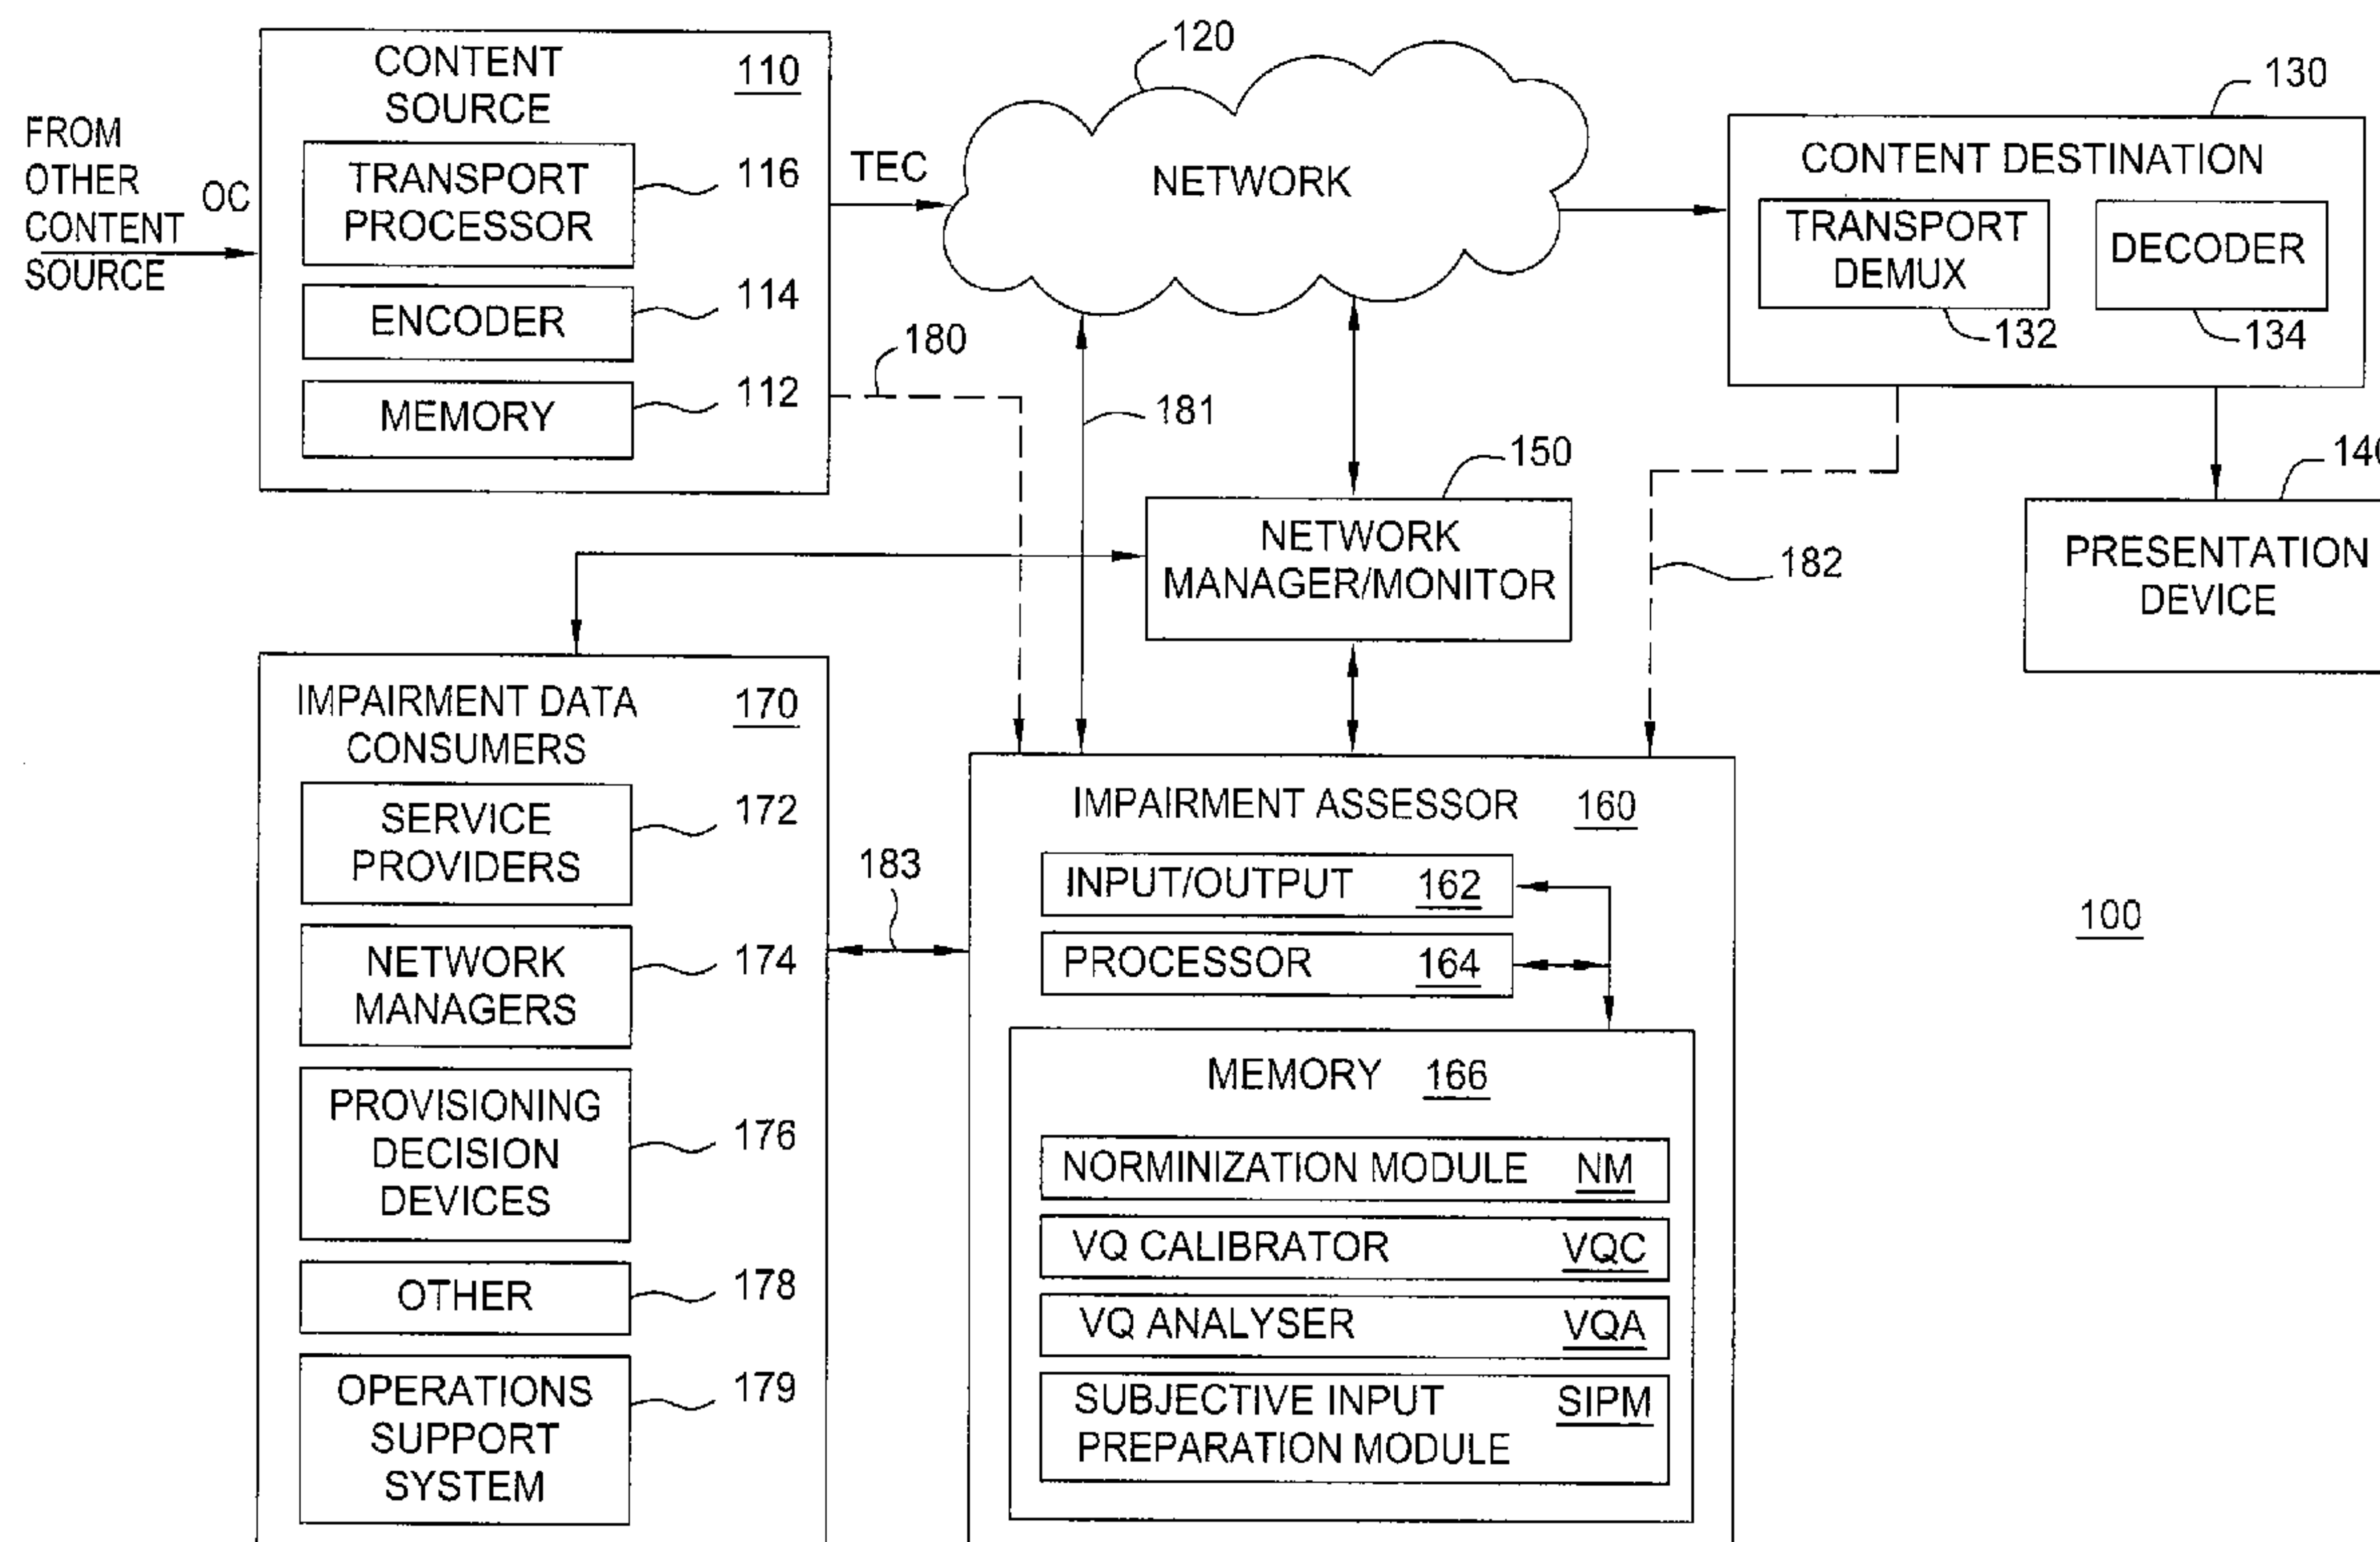 FROM
OTHER
CONTENT
SOURCE
OC
CONTENT
SOURCE
110
TRANSPORT
PROCESSOR
116
ENCODER
114
MEMORY
112
TEC
180
120
NETWORK
181
130
CONTENT DESTINATION
TRANSPORT
DEMUX
132
DECODER
134
150
NETWORK
MANAGER/MONITOR
182
PRESENTATION
DEVICE
IMPAIRMENT DATA
CONSUMERS
170
SERVICE
PROVIDERS
172
NETWORK
MANAGERS
174
PROVISIONING
DECISION
DEVICES
176
OTHER
178
OPERATIONS
SUPPORT
SYSTEM
179
183
IMPAIRMENT ASSESSOR 160
INPUT/OUTPUT 162
PROCESSOR 164
MEMORY 166
NORMINIZATION MODULE NM
VQ CALIBRATOR VQC
VQ ANALYSER VQA
SUBJECTIVE INPUT SIPM
PREPARATION MODULE
100